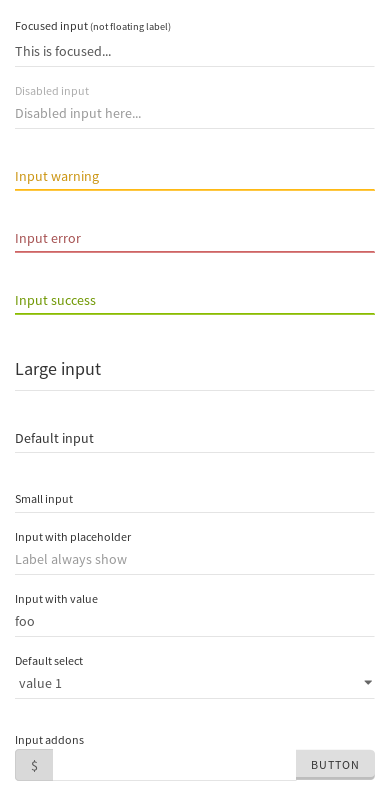 Focused input (not floating label)
This is focused...
Disabled input
Disabled input here...
Input warning
Input error
Input success
Large input
Default input
Small input
Input with placeholder
Label always show
Input with value
foo
Default select
value 1
Input addons
$ BUTTON